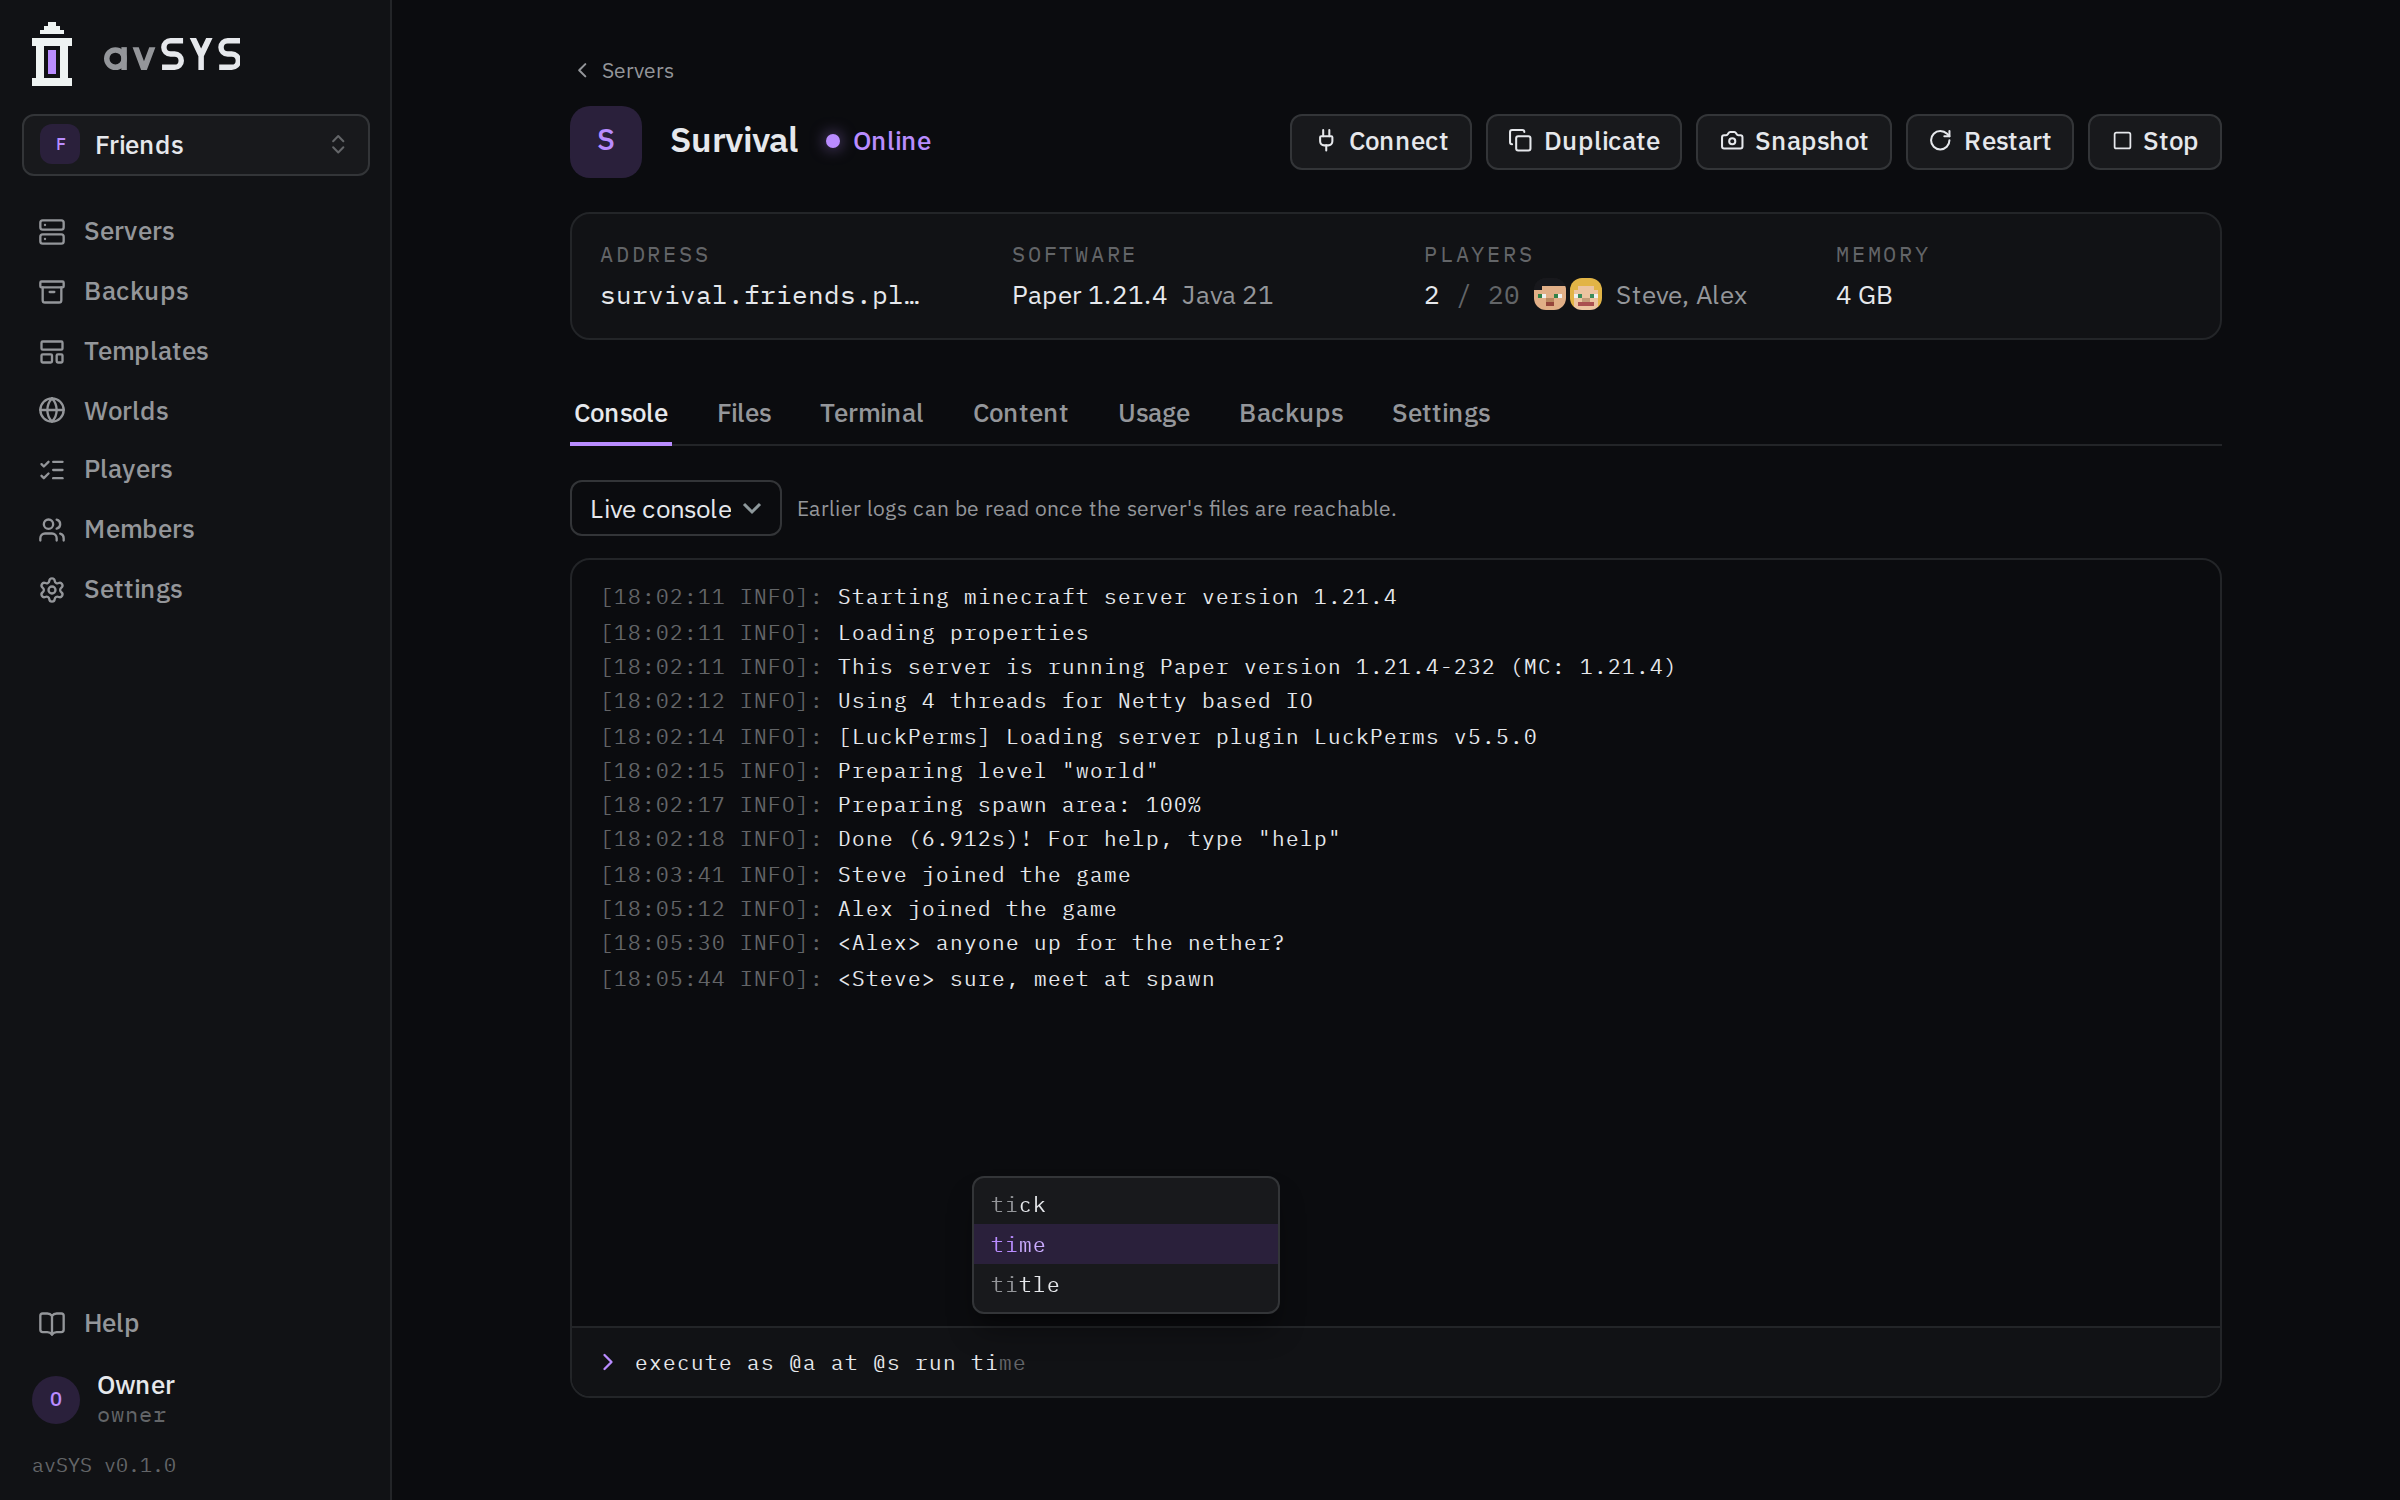 avSYS
F Friends
Servers
Backups
Templates
Worlds
Players
Members
Settings
Help
O Owner
owner
avSYS v0.1.0
Servers
S Survival Online
Connect Duplicate Snapshot Restart Stop
ADDRESS SOFTWARE PLAYERS MEMORY
survival.friends.pl… Paper 1.21.4 Java 21 2 / 20 Steve, Alex 4 GB
Console Files Terminal Content Usage Backups Settings
Live console Earlier logs can be read once the server's files are reachable.
[18:02:11 INFO]: Starting minecraft server version 1.21.4
[18:02:11 INFO]: Loading properties
[18:02:11 INFO]: This server is running Paper version 1.21.4-232 (MC: 1.21.4)
[18:02:12 INFO]: Using 4 threads for Netty based IO
[18:02:14 INFO]: [LuckPerms] Loading server plugin LuckPerms v5.5.0
[18:02:15 INFO]: Preparing level "world"
[18:02:17 INFO]: Preparing spawn area: 100%
[18:02:18 INFO]: Done (6.912s)! For help, type "help"
[18:03:41 INFO]: Steve joined the game
[18:05:12 INFO]: Alex joined the game
[18:05:30 INFO]: <Alex> anyone up for the nether?
[18:05:44 INFO]: <Steve> sure, meet at spawn
tick
time
title
execute as @a at @s run time